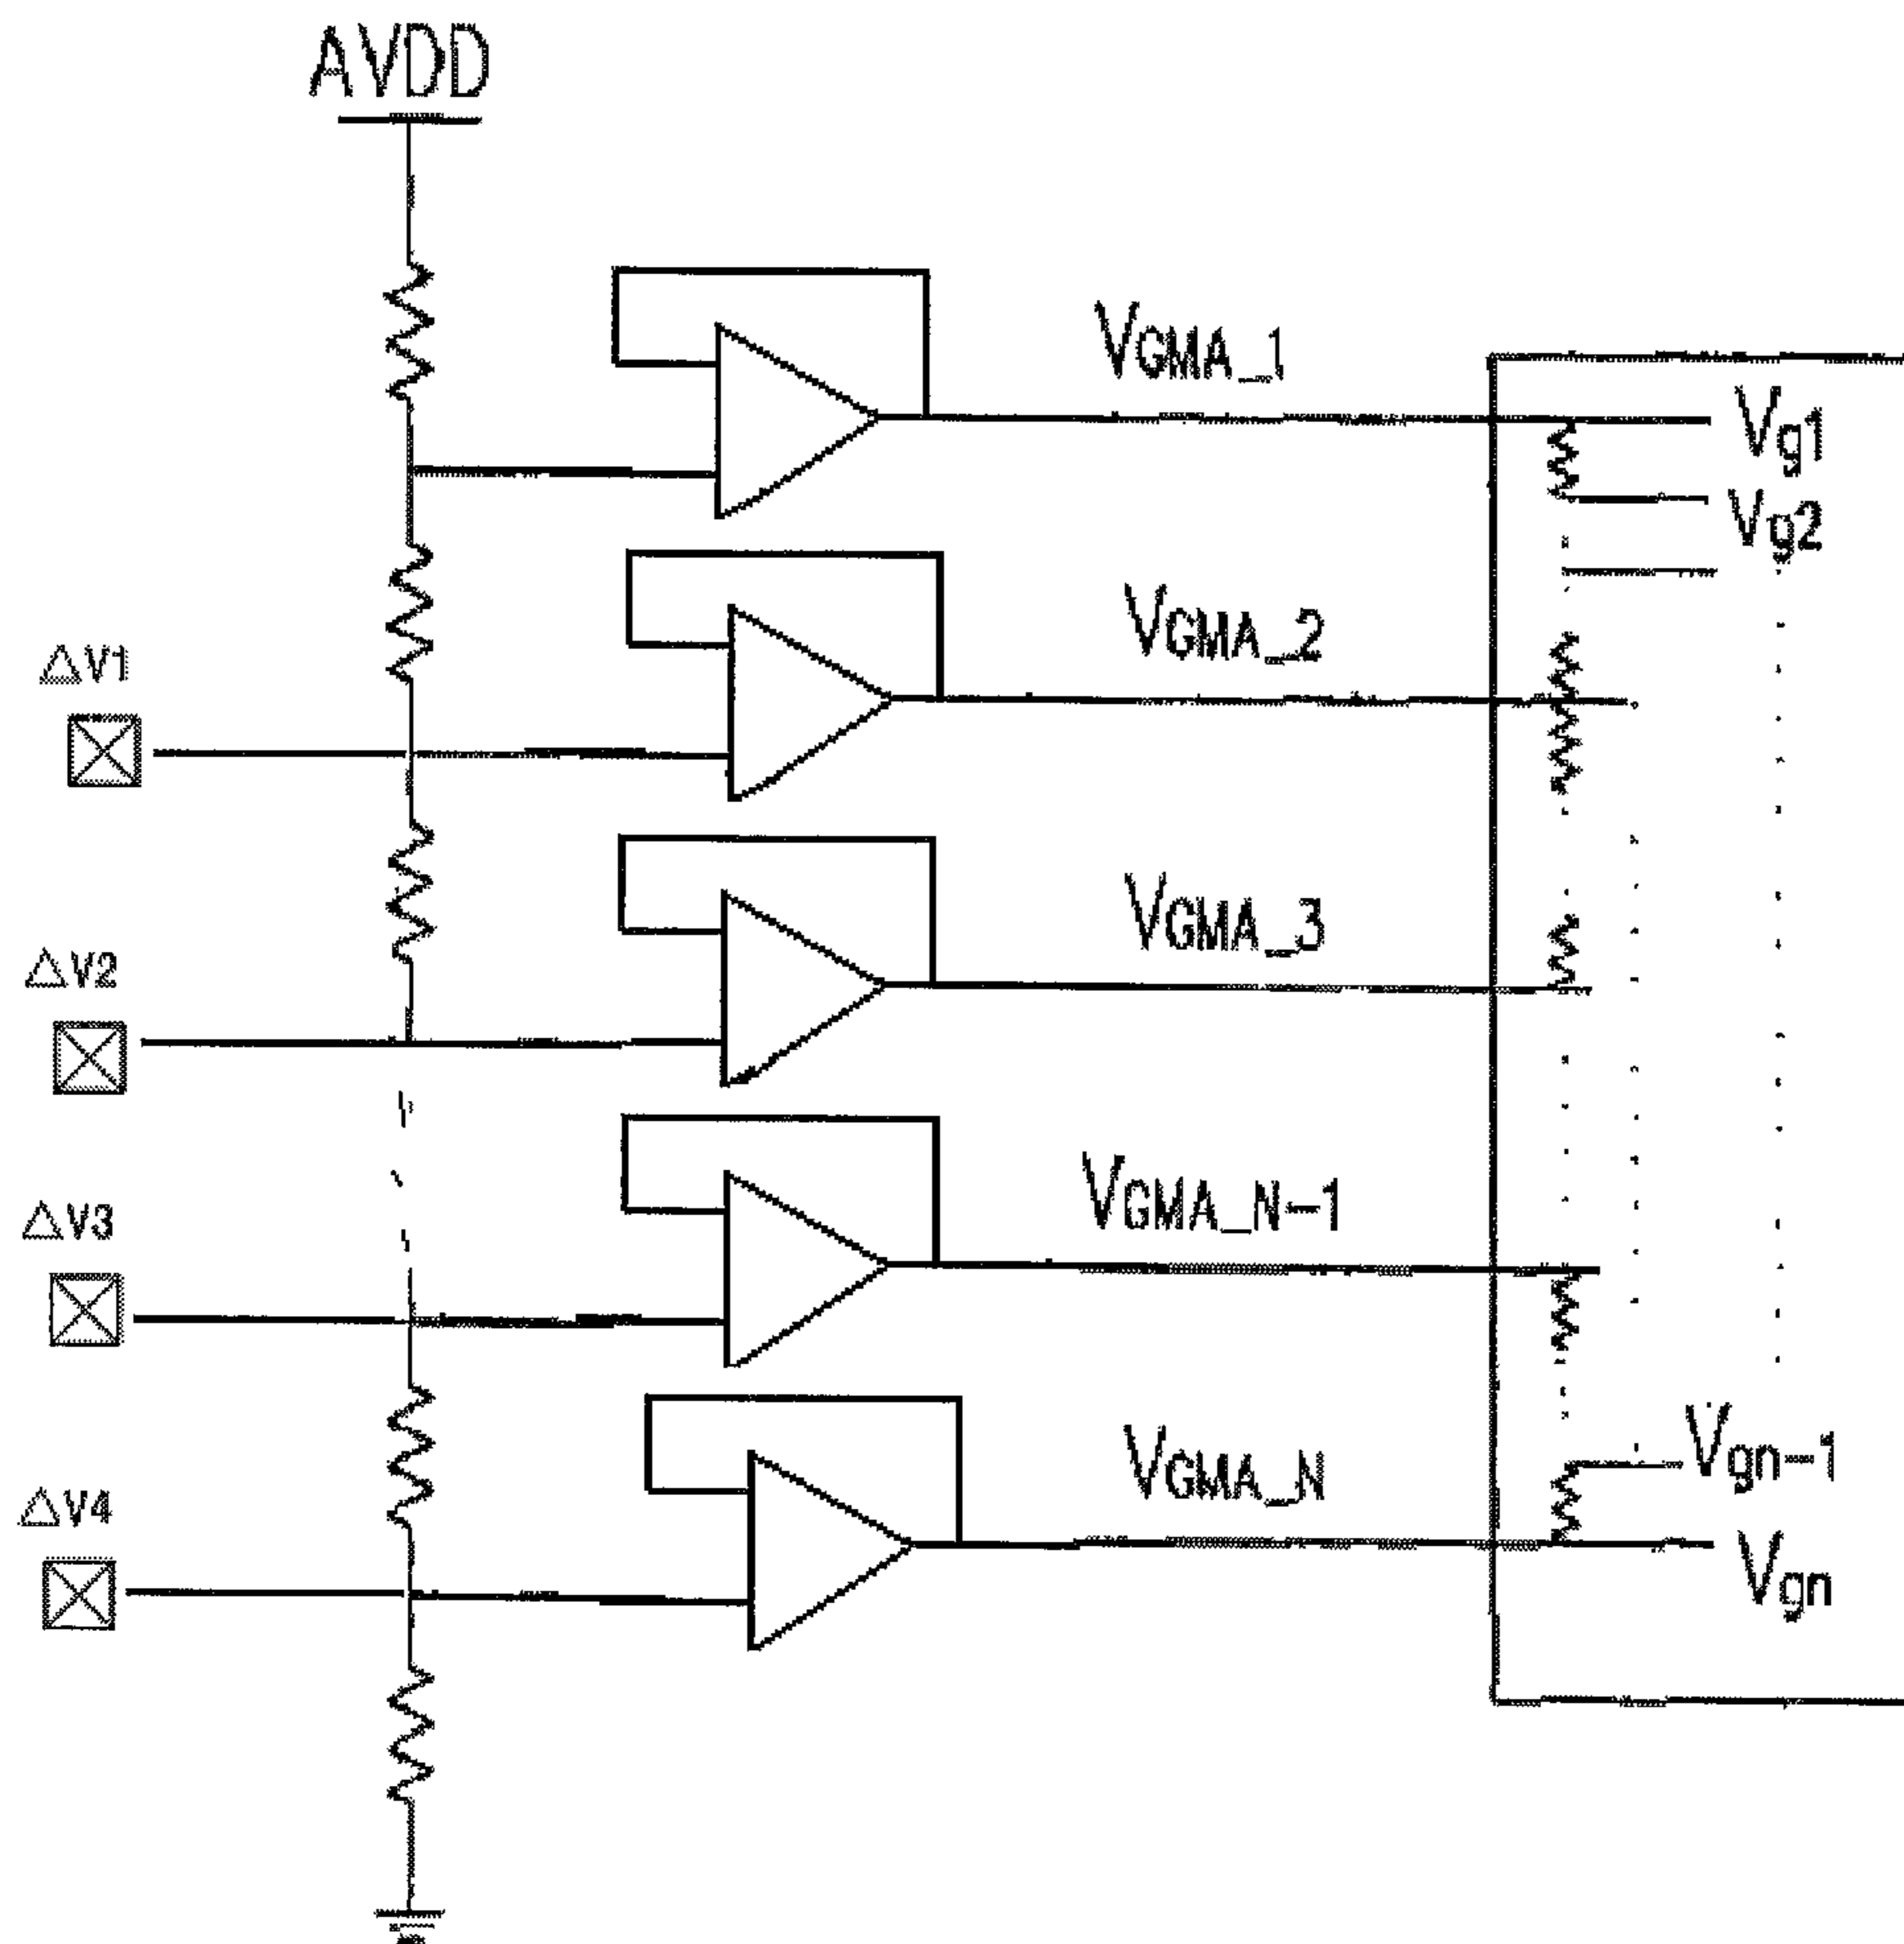 AVDD
VGMA_1
Vg1
Vg2
VGMA_2
△V1
VGMA_3
△V2
VGMA_N-1
△V3
Vgn-1
VGMA_N
△V4
Vgn